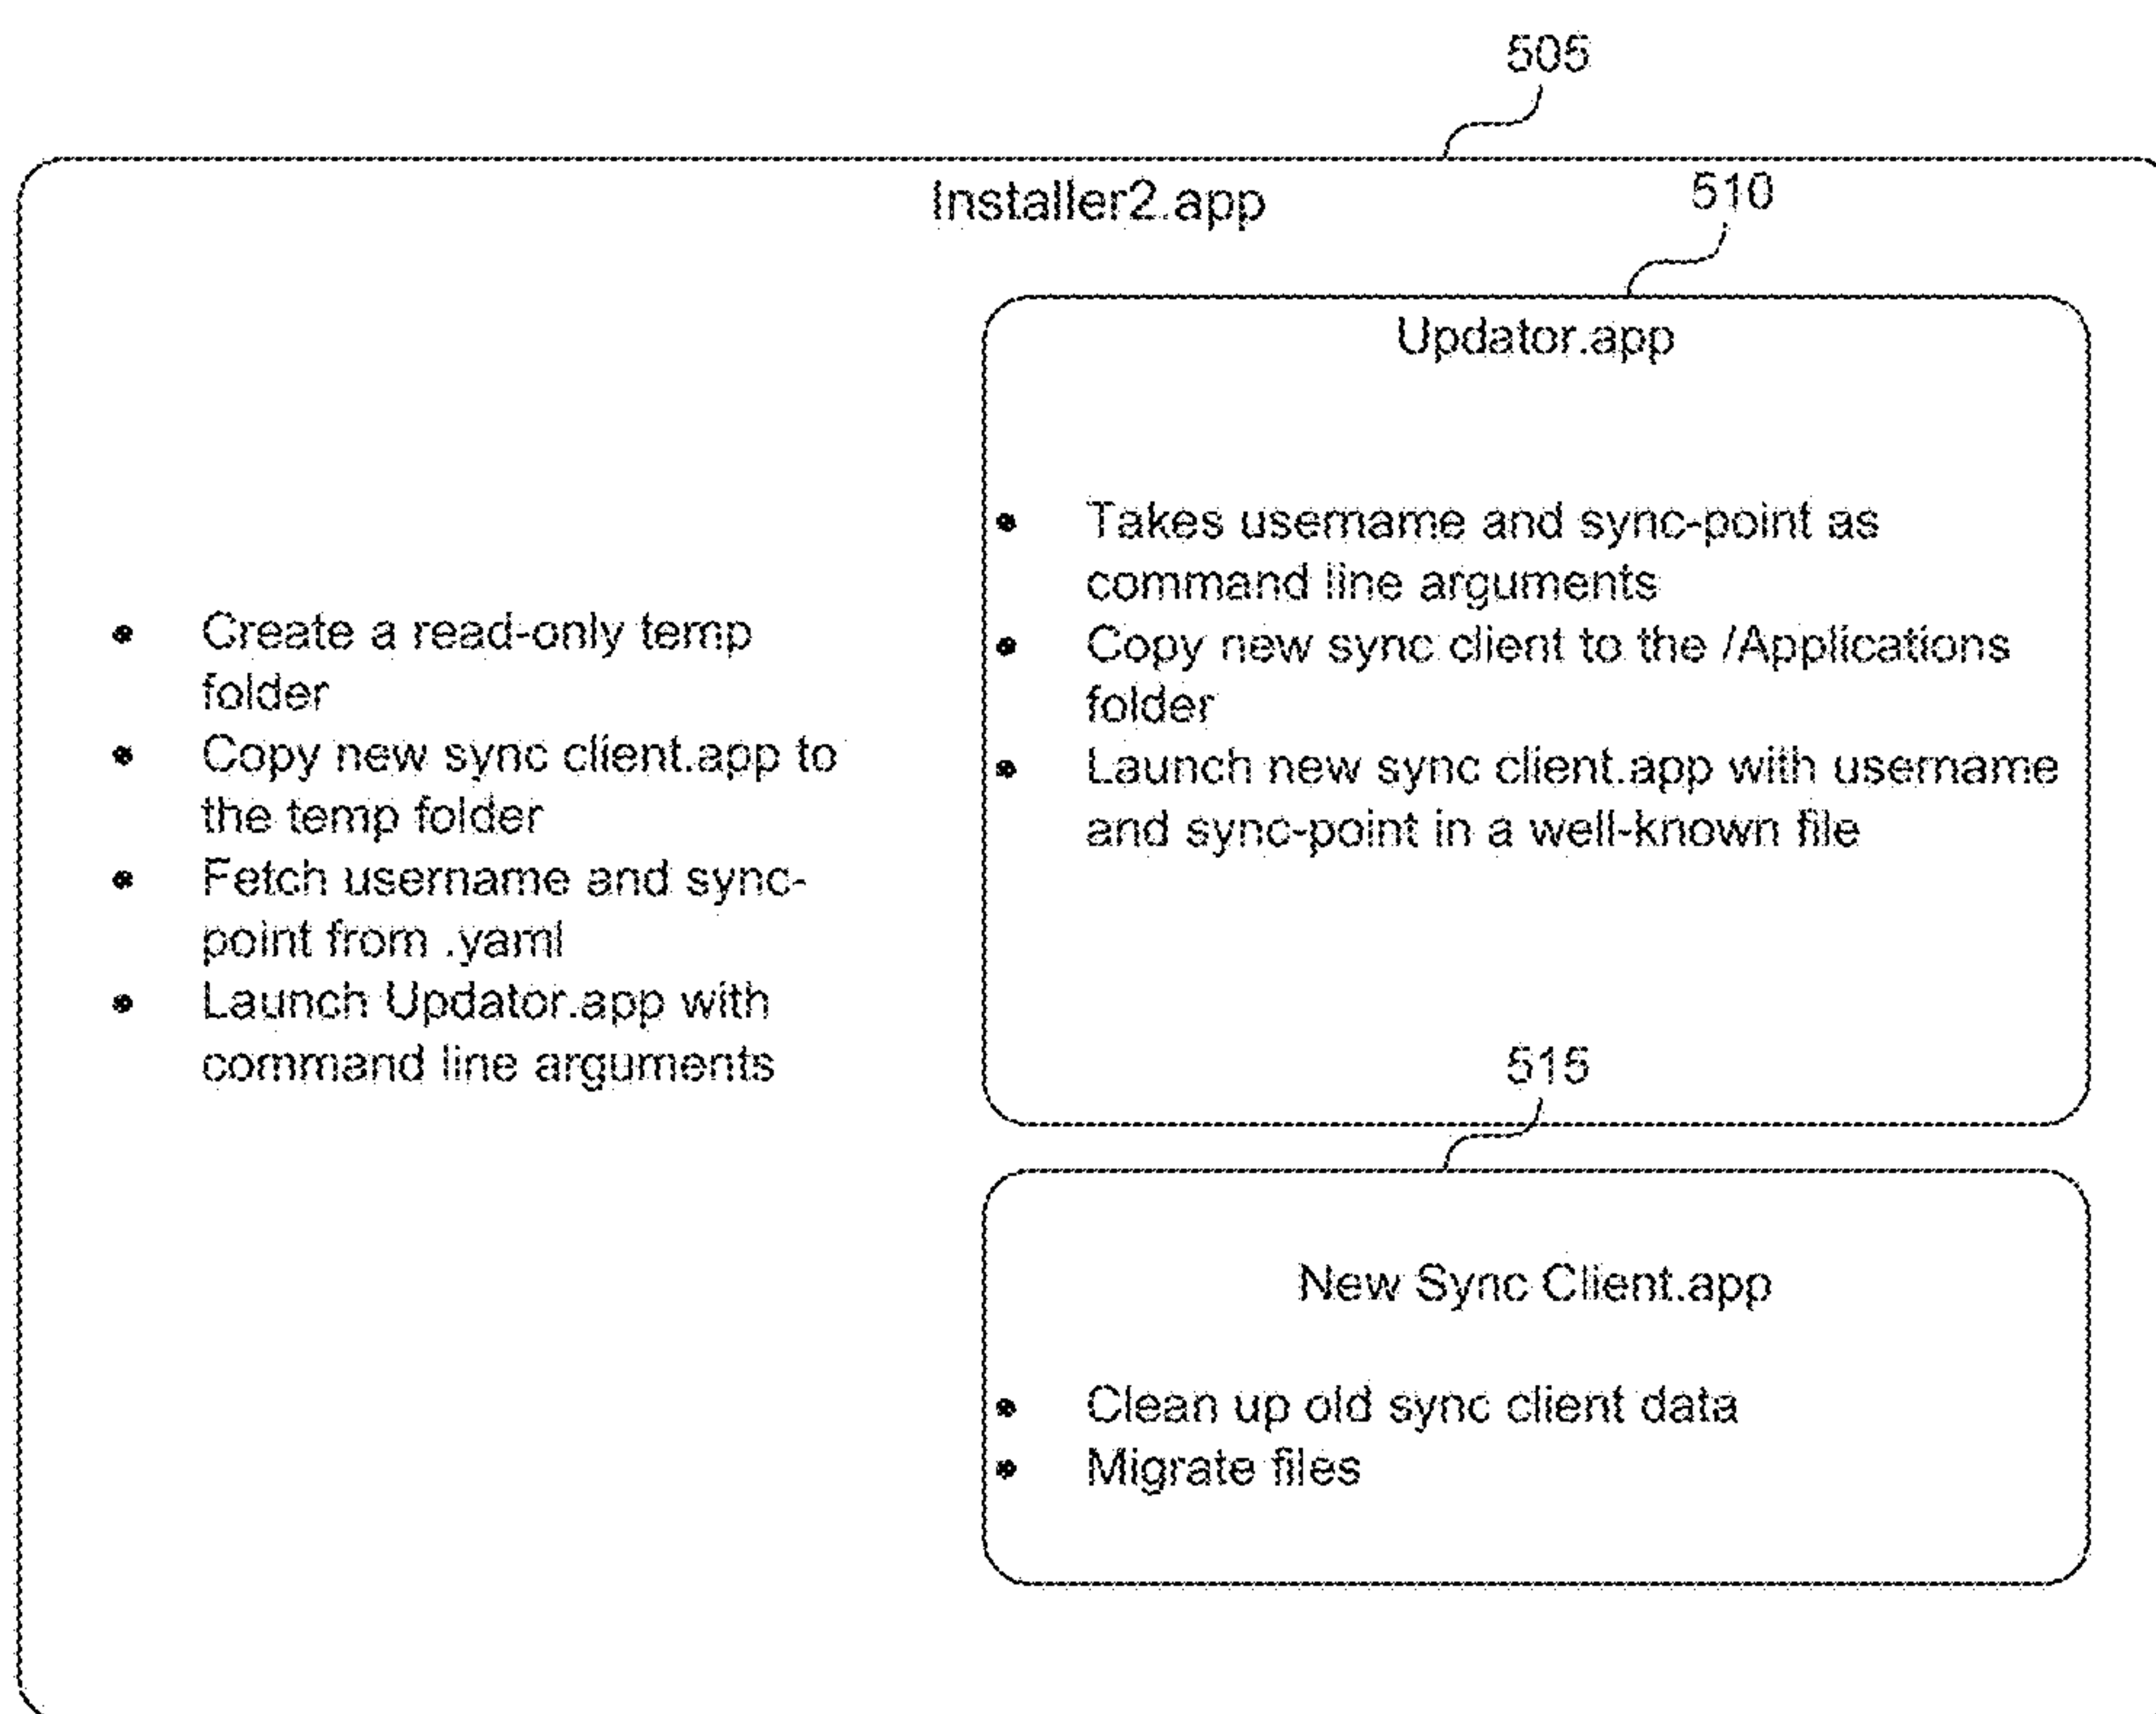 505
Installer2.app
510
Updator.app
• Takes username and sync-point as
command line arguments
• Copy new sync client to the /Applications
folder
• Launch new sync client.app with username
and sync-point in a well-known file
• Create a read-only temp
folder
• Copy new sync client.app to
the temp folder
• Fetch username and sync-
point from .yaml
• Launch Updator.app with
command line arguments
515
New Sync Client.app
• Clean up old sync client data
• Migrate files